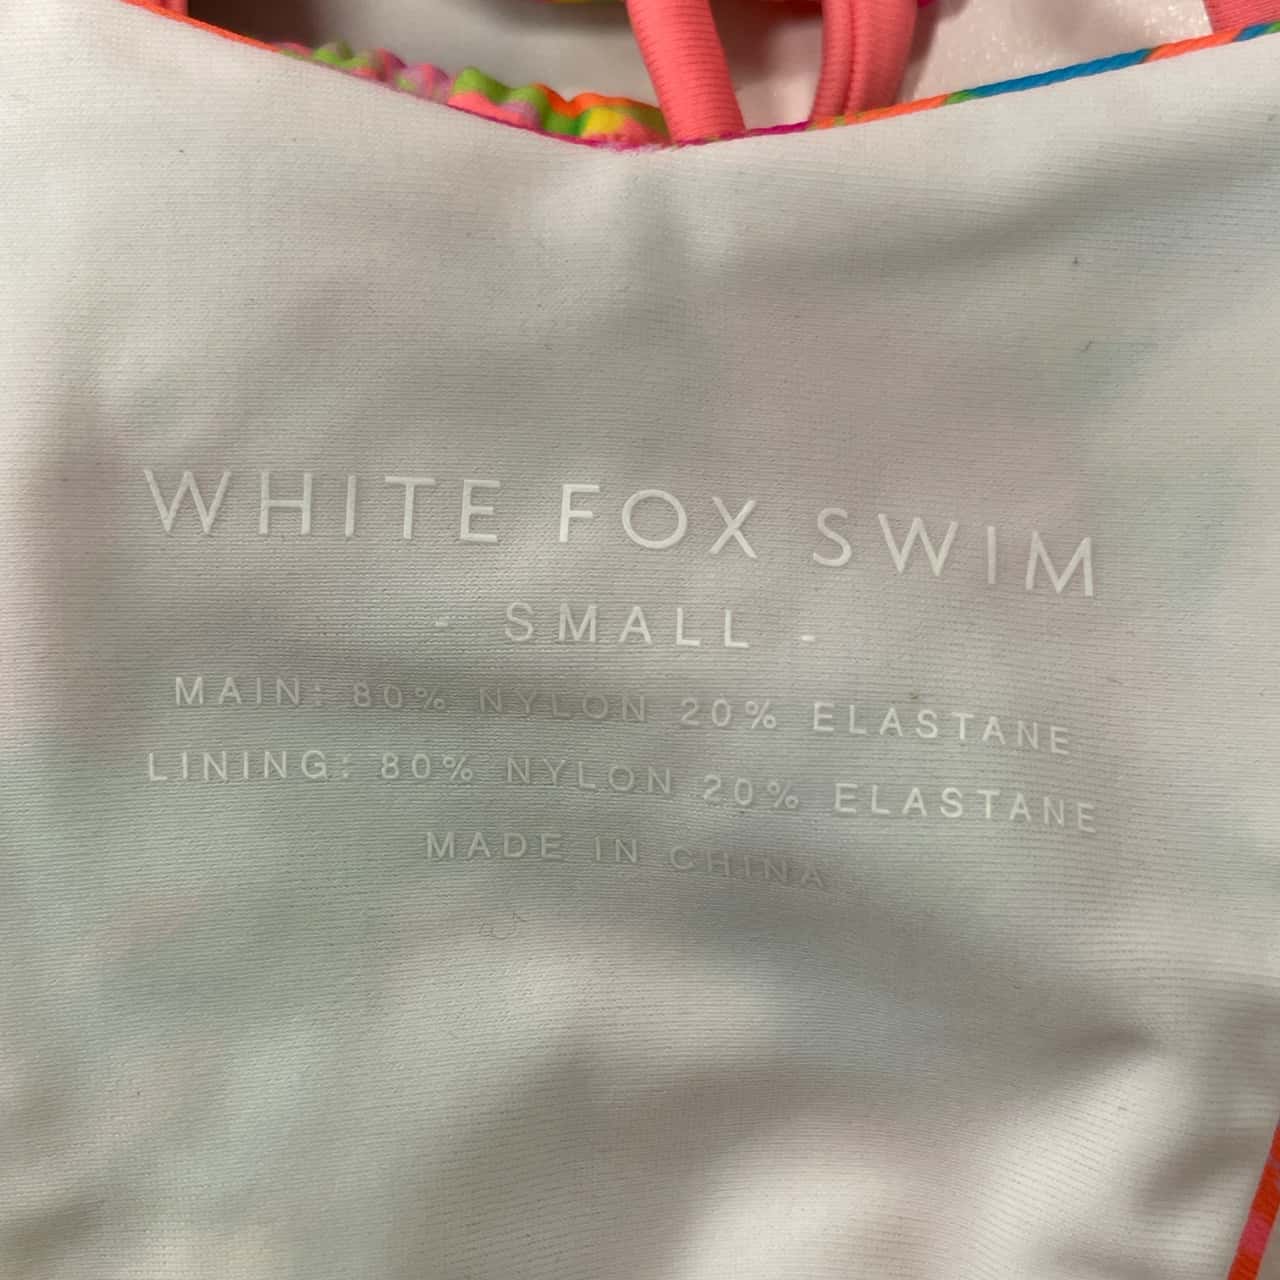 WHITE FOX SWIM
- SMALL -
MAIN: 80% NYLON 20% ELASTANE
LINING: 80% NYLON 20% ELASTANE
MADE IN CHINA